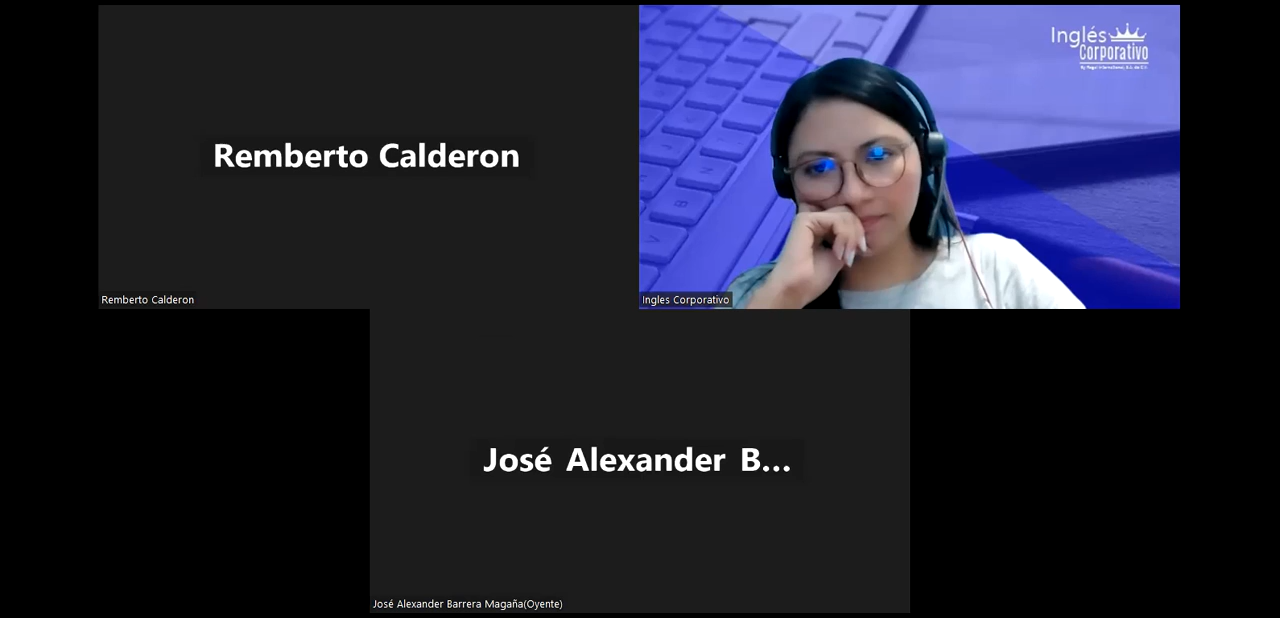 Remberto Calderon
Remberto Calderon
Inglés
Corporativo
Ingles Corporativo
José Alexander B...
José Alexander Barrera Magaña(Oyente)